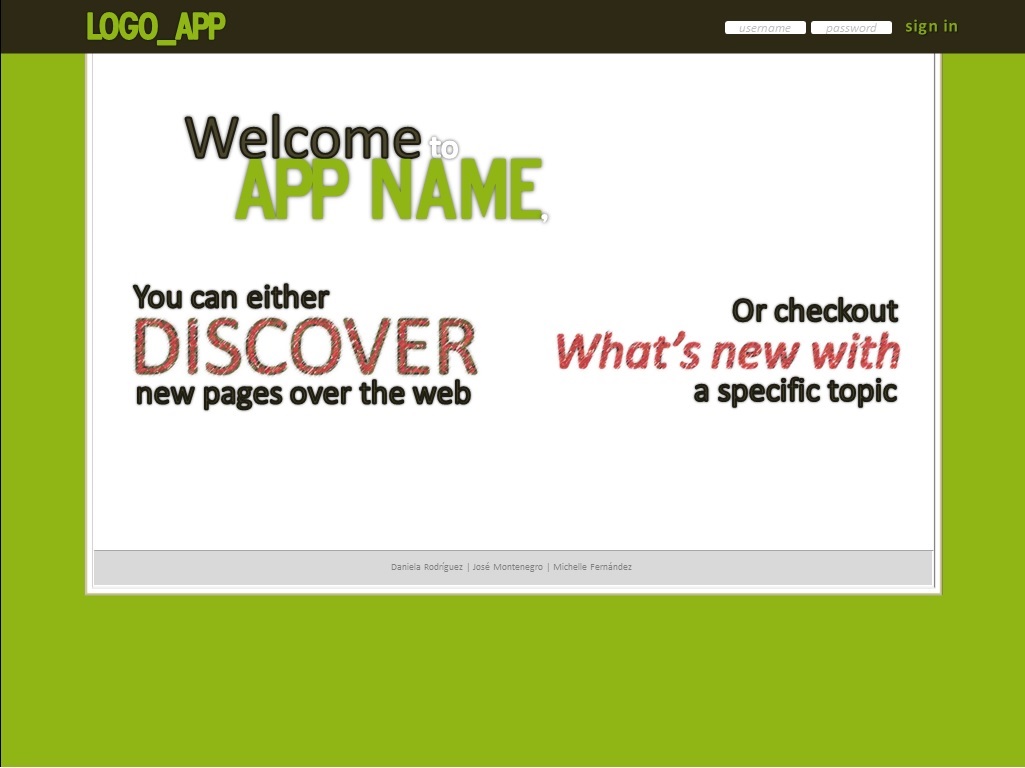 LOGO_APP
username password sign in
Welcome to
APP NAME,
You can either
DISCOVER
new pages over the web
Or checkout
What's new with
a specific topic
Daniela Rodríguez | José Montenegro | Michelle Fernández